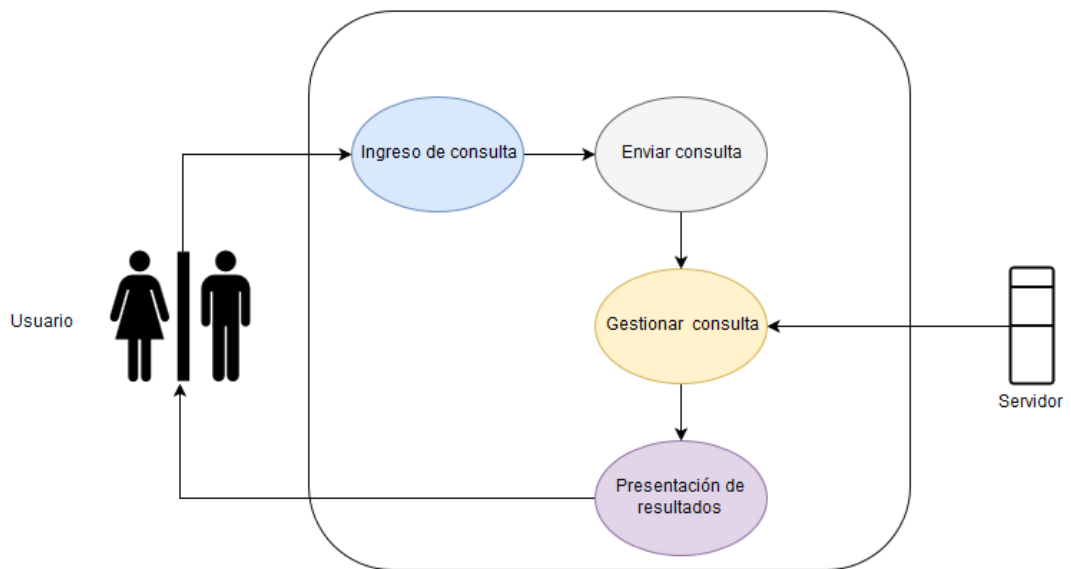 Ingreso de consulta
Enviar consulta
Usuario
Gestionar consulta
Servidor
Presentación de
resultados